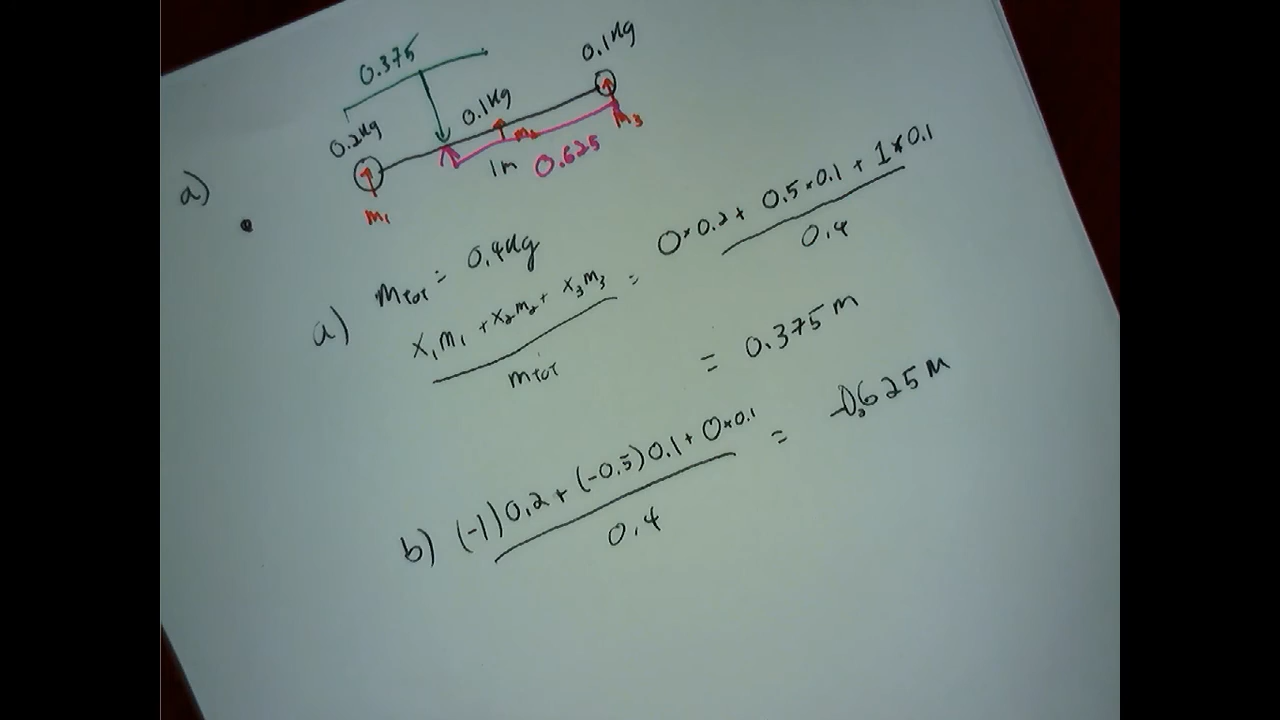 0.375
0.1Kg
0.1Kg
0.2Kg
m₂
m₃
1m 0.625
a)
m₁
mTOT = 0.4Kg
a) x₁m₁ + x₂m₂ + x₃m₃ = 0×0.2 + 0.5×0.1 + 1×0.1
mTOT
0.4
= 0.375 m
b) (-1)0.2 + (-0.5)0.1 + 0×0.1 = -0.625 m
0.4